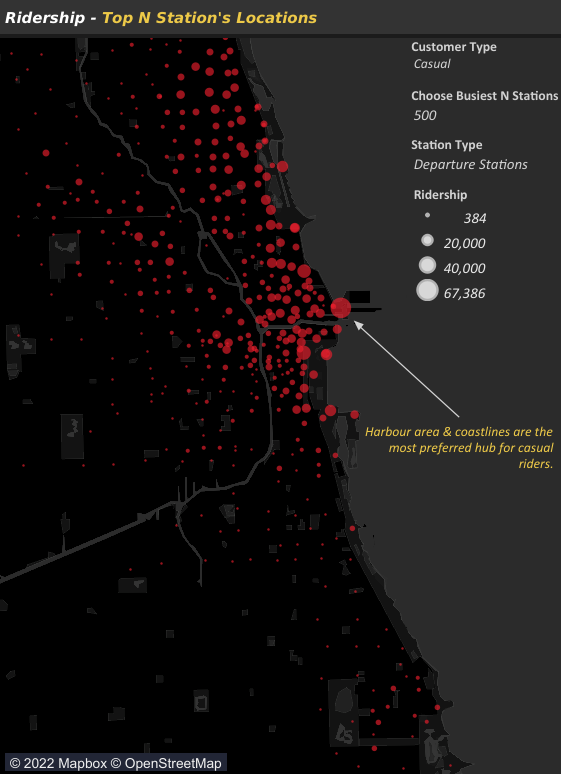 Ridership - Top N Station's Locations
Customer Type
Casual
Choose Busiest N Stations
500
Station Type
Departure Stations
Ridership
384
20,000
40,000
67,386
Harbour area & coastlines are the
most preferred hub for casual
riders.
© 2022 Mapbox © OpenStreetMap